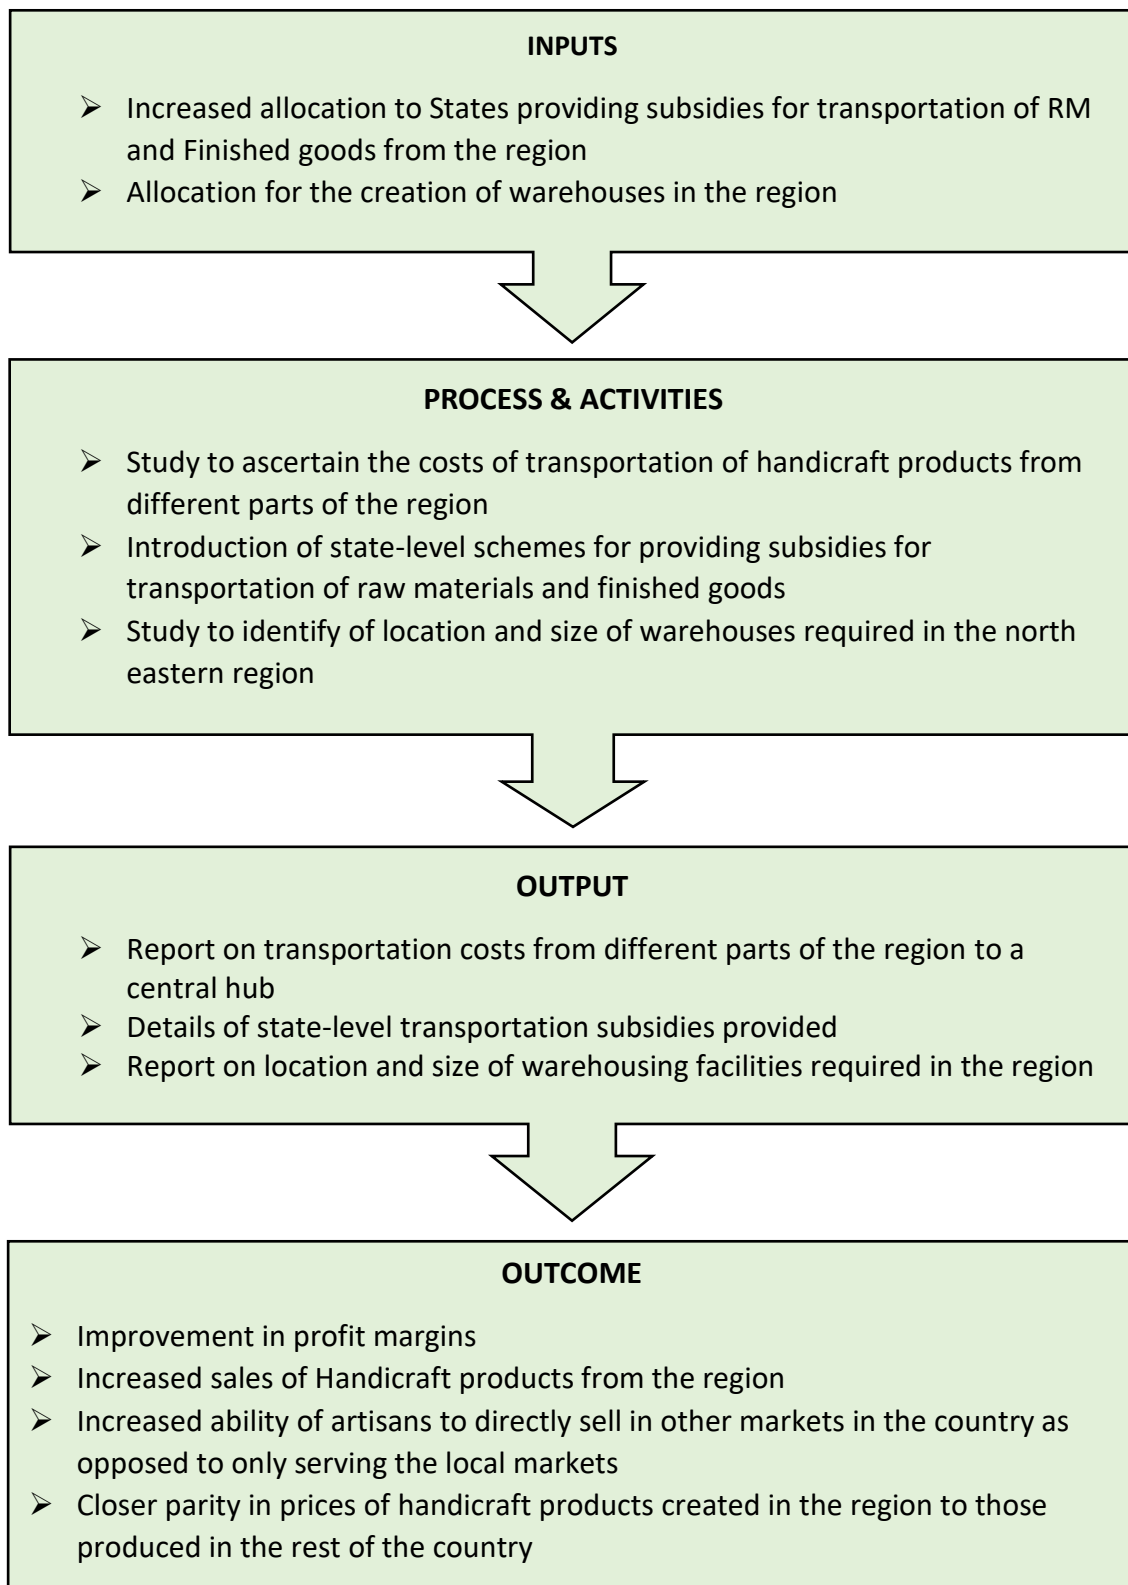 INPUTS
➢ Increased allocation to States providing subsidies for transportation of RM
and Finished goods from the region
➢ Allocation for the creation of warehouses in the region
PROCESS & ACTIVITIES
➢ Study to ascertain the costs of transportation of handicraft products from
different parts of the region
➢ Introduction of state-level schemes for providing subsidies for
transportation of raw materials and finished goods
➢ Study to identify of location and size of warehouses required in the north
eastern region
OUTPUT
➢ Report on transportation costs from different parts of the region to a
central hub
➢ Details of state-level transportation subsidies provided
➢ Report on location and size of warehousing facilities required in the region
OUTCOME
➢ Improvement in profit margins
➢ Increased sales of Handicraft products from the region
➢ Increased ability of artisans to directly sell in other markets in the country as
opposed to only serving the local markets
➢ Closer parity in prices of handicraft products created in the region to those
produced in the rest of the country